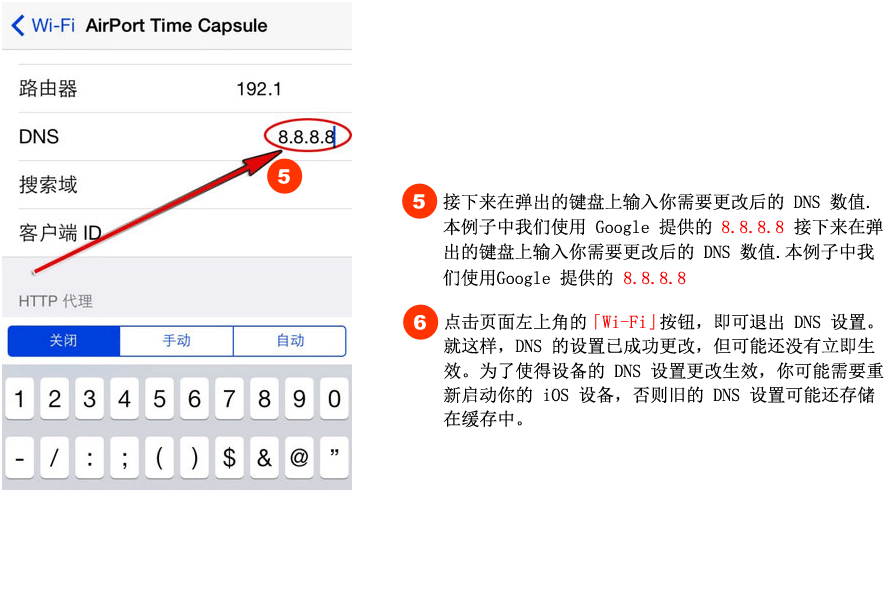 Wi-Fi AirPort Time Capsule
路由器 192.1
DNS 8.8.8.8
5
搜索域
客户端 ID
HTTP 代理
关闭 手动 自动
1 2 3 4 5 6 7 8 9 0
- / : ; ( ) $ & @ ”
5 接下来在弹出的键盘上输入你需要更改后的 DNS 数值.
本例子中我们使用 Google 提供的 8.8.8.8 接下来在弹
出的键盘上输入你需要更改后的 DNS 数值.本例子中我
们使用Google 提供的 8.8.8.8
6 点击页面左上角的「Wi-Fi」按钮，即可退出 DNS 设置。
就这样，DNS 的设置已成功更改，但可能还没有立即生
效。为了使得设备的 DNS 设置更改生效，你可能需要重
新启动你的 iOS 设备，否则旧的 DNS 设置可能还存储
在缓存中。